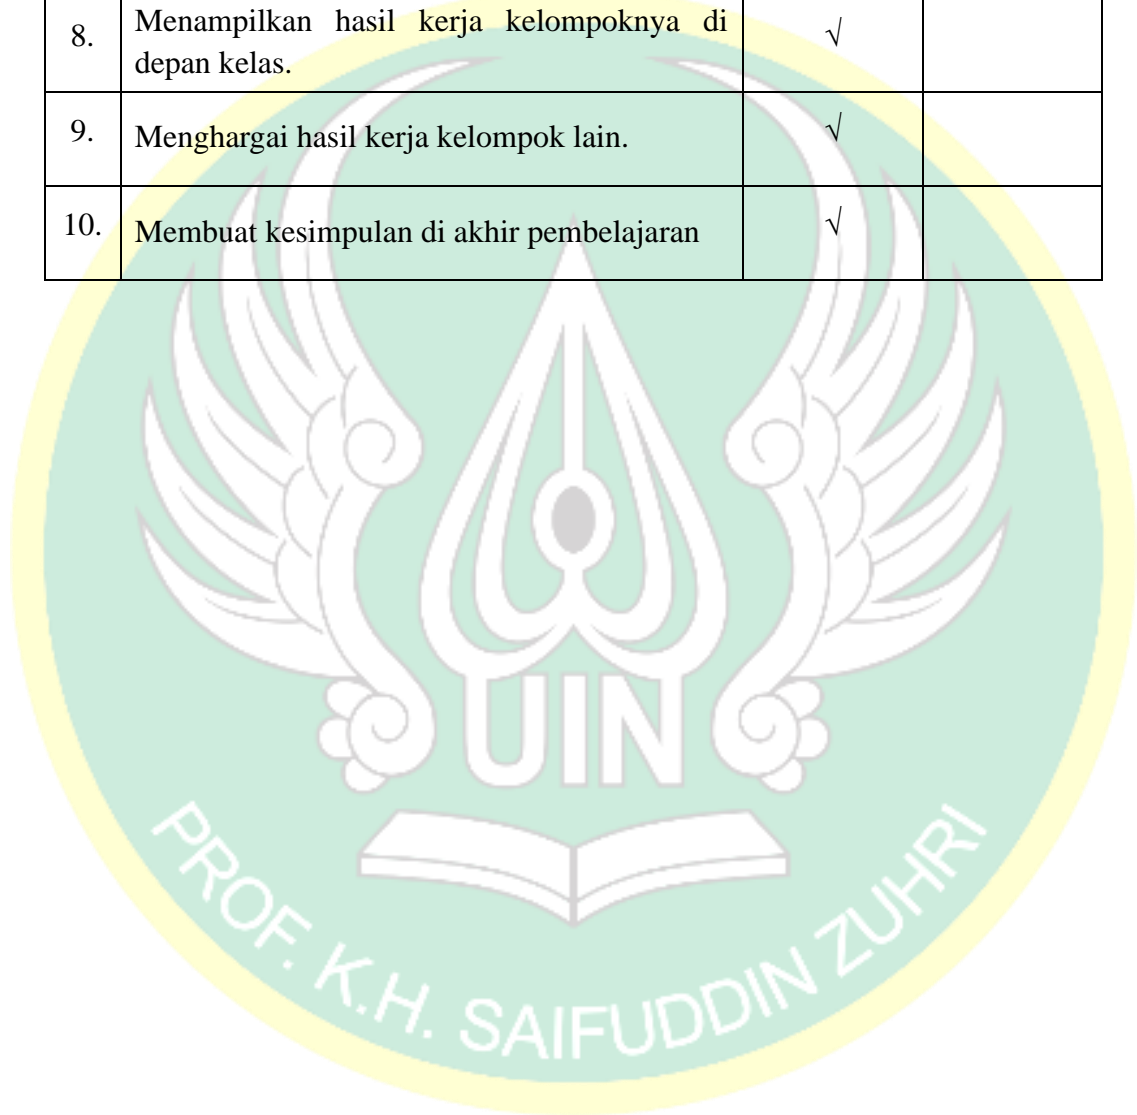 8. Menampilkan hasil kerja kelompoknya di √
depan kelas.
9. Menghargai hasil kerja kelompok lain. √
10. Membuat kesimpulan di akhir pembelajaran √
UIN
PROF. K.H. SAIFUDDIN ZUHRI